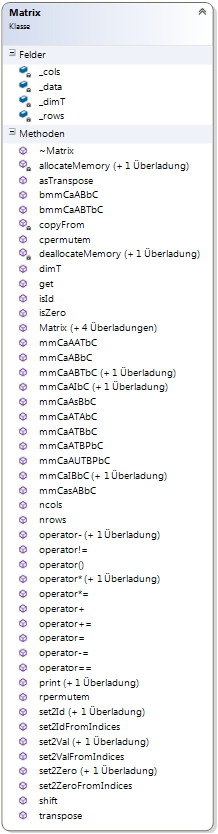 Matrix
Klasse
Felder
_cols
_data
_dimT
_rows
Methoden
~Matrix
allocateMemory (+ 1 Überladung)
asTranspose
bmmCaABbC
bmmCaABTbC
copyFrom
cpermutem
deallocateMemory (+ 1 Überladung)
dimT
get
isId
isZero
Matrix (+ 4 Überladungen)
mmCaAATbC
mmCaABbC
mmCaABTbC (+ 1 Überladung)
mmCaAIbC (+ 1 Überladung)
mmCaAsBbC
mmCaATAbC
mmCaATBbC
mmCaATBPbC
mmCaAUTBPbC
mmCaIBbC (+ 1 Überladung)
mmCasABbC
ncols
nrows
operator- (+ 1 Überladung)
operator!=
operator()
operator* (+ 1 Überladung)
operator*=
operator+
operator+=
operator=
operator-=
operator==
print (+ 1 Überladung)
rpermutem
set2Id (+ 1 Überladung)
set2IdFromIndices
set2Val (+ 1 Überladung)
set2ValFromIndices
set2Zero (+ 1 Überladung)
set2ZeroFromIndices
shift
transpose